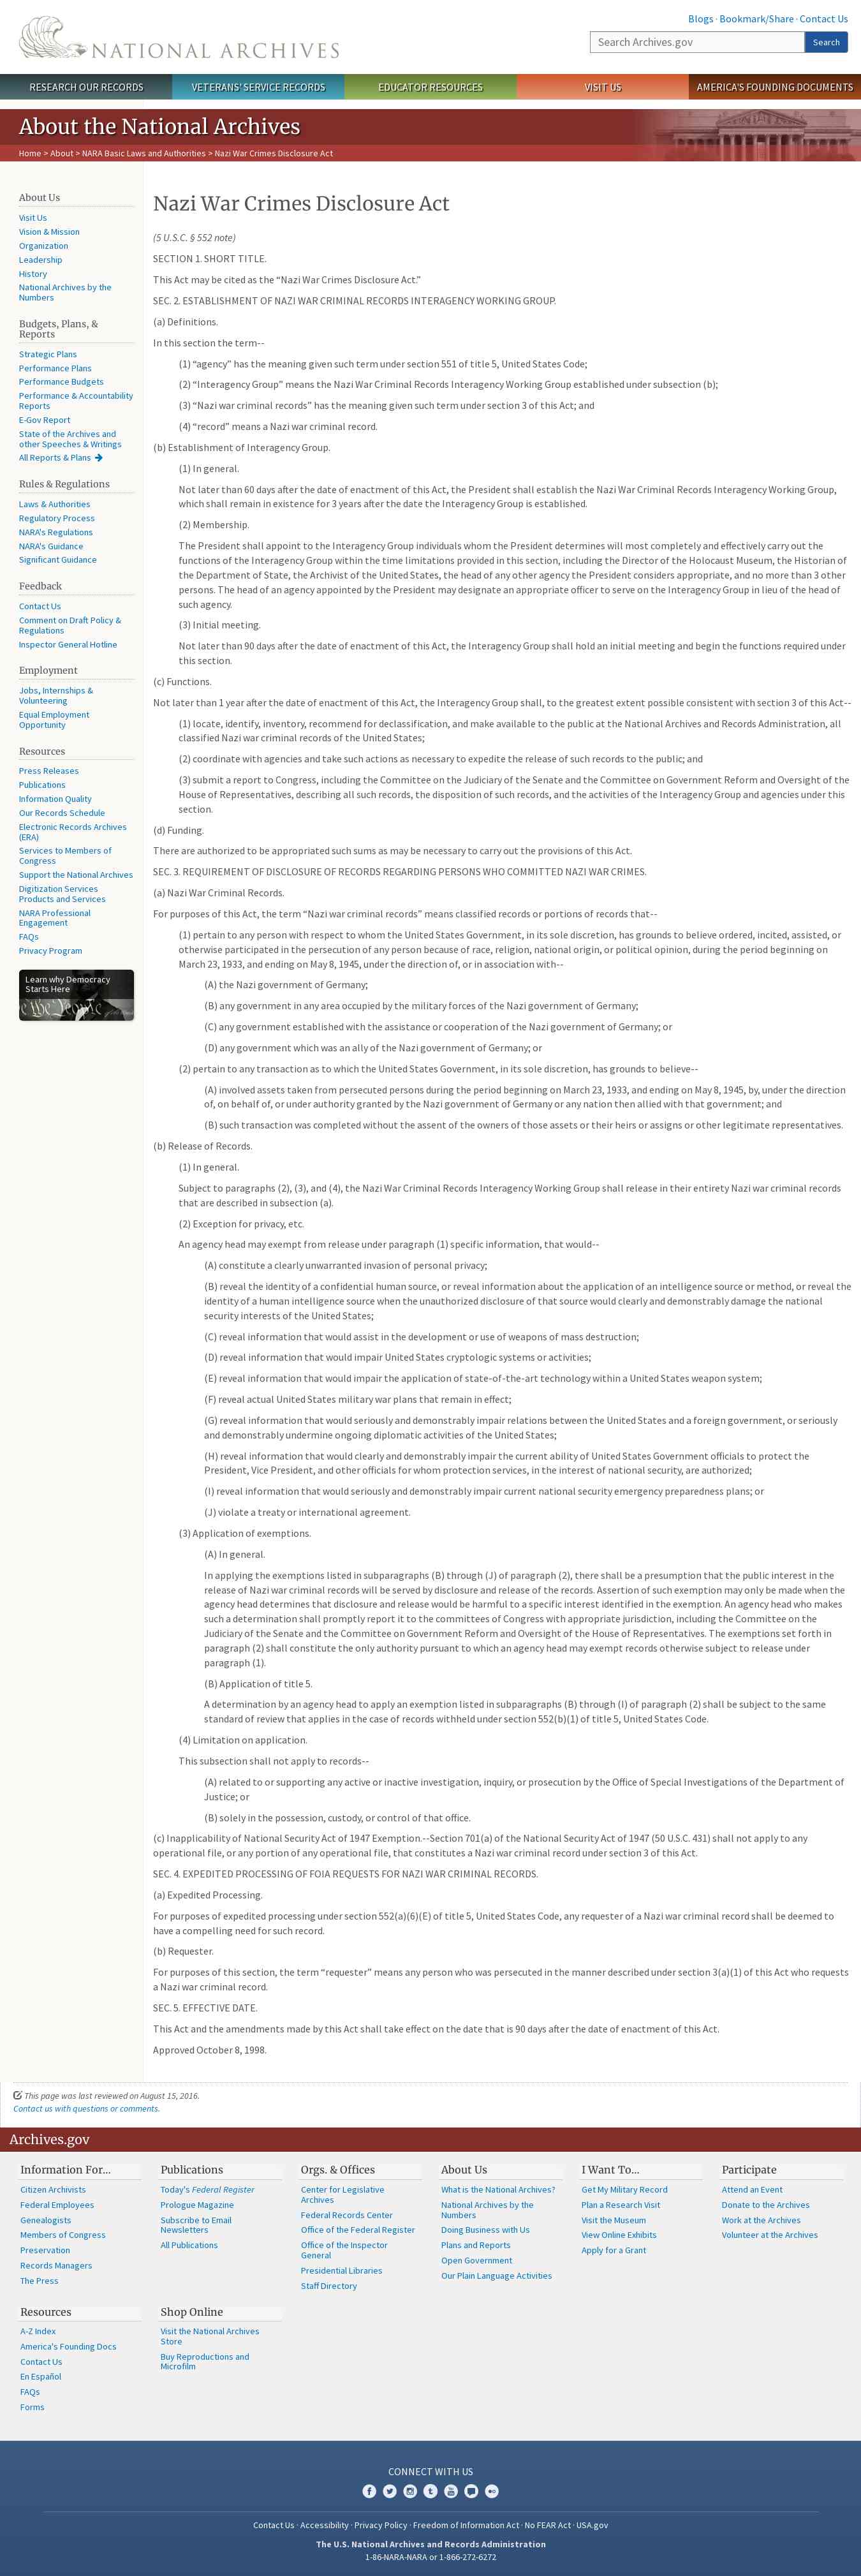 Blogs · Bookmark/Share · Contact Us
NATIONAL ARCHIVES
Search Archives.gov
Search
RESEARCH OUR RECORDS
VETERANS' SERVICE RECORDS
EDUCATOR RESOURCES
VISIT US
AMERICA'S FOUNDING DOCUMENTS
About the National Archives
Home > About > NARA Basic Laws and Authorities > Nazi War Crimes Disclosure Act
About Us
Visit Us
Vision & Mission
Organization
Leadership
History
National Archives by the
Numbers
Budgets, Plans, &
Reports
Strategic Plans
Performance Plans
Performance Budgets
Performance & Accountability
Reports
E-Gov Report
State of the Archives and
other Speeches & Writings
All Reports & Plans
Rules & Regulations
Laws & Authorities
Regulatory Process
NARA's Regulations
NARA's Guidance
Significant Guidance
Feedback
Contact Us
Comment on Draft Policy &
Regulations
Inspector General Hotline
Employment
Jobs, Internships &
Volunteering
Equal Employment
Opportunity
Resources
Press Releases
Publications
Information Quality
Our Records Schedule
Electronic Records Archives
(ERA)
Services to Members of
Congress
Support the National Archives
Digitization Services
Products and Services
NARA Professional
Engagement
FAQs
Privacy Program
Learn why Democracy
Starts Here
Nazi War Crimes Disclosure Act
(5 U.S.C. § 552 note)
SECTION 1. SHORT TITLE.
This Act may be cited as the “Nazi War Crimes Disclosure Act.”
SEC. 2. ESTABLISHMENT OF NAZI WAR CRIMINAL RECORDS INTERAGENCY WORKING GROUP.
(a) Definitions.
In this section the term--
(1) “agency” has the meaning given such term under section 551 of title 5, United States Code;
(2) “Interagency Group” means the Nazi War Criminal Records Interagency Working Group established under subsection (b);
(3) “Nazi war criminal records” has the meaning given such term under section 3 of this Act; and
(4) “record” means a Nazi war criminal record.
(b) Establishment of Interagency Group.
(1) In general.
Not later than 60 days after the date of enactment of this Act, the President shall establish the Nazi War Criminal Records Interagency Working Group,
which shall remain in existence for 3 years after the date the Interagency Group is established.
(2) Membership.
The President shall appoint to the Interagency Group individuals whom the President determines will most completely and effectively carry out the
functions of the Interagency Group within the time limitations provided in this section, including the Director of the Holocaust Museum, the Historian of
the Department of State, the Archivist of the United States, the head of any other agency the President considers appropriate, and no more than 3 other
persons. The head of an agency appointed by the President may designate an appropriate officer to serve on the Interagency Group in lieu of the head of
such agency.
(3) Initial meeting.
Not later than 90 days after the date of enactment of this Act, the Interagency Group shall hold an initial meeting and begin the functions required under
this section.
(c) Functions.
Not later than 1 year after the date of enactment of this Act, the Interagency Group shall, to the greatest extent possible consistent with section 3 of this Act--
(1) locate, identify, inventory, recommend for declassification, and make available to the public at the National Archives and Records Administration, all
classified Nazi war criminal records of the United States;
(2) coordinate with agencies and take such actions as necessary to expedite the release of such records to the public; and
(3) submit a report to Congress, including the Committee on the Judiciary of the Senate and the Committee on Government Reform and Oversight of the
House of Representatives, describing all such records, the disposition of such records, and the activities of the Interagency Group and agencies under this
section.
(d) Funding.
There are authorized to be appropriated such sums as may be necessary to carry out the provisions of this Act.
SEC. 3. REQUIREMENT OF DISCLOSURE OF RECORDS REGARDING PERSONS WHO COMMITTED NAZI WAR CRIMES.
(a) Nazi War Criminal Records.
For purposes of this Act, the term “Nazi war criminal records” means classified records or portions of records that--
(1) pertain to any person with respect to whom the United States Government, in its sole discretion, has grounds to believe ordered, incited, assisted, or
otherwise participated in the persecution of any person because of race, religion, national origin, or political opinion, during the period beginning on
March 23, 1933, and ending on May 8, 1945, under the direction of, or in association with--
(A) the Nazi government of Germany;
(B) any government in any area occupied by the military forces of the Nazi government of Germany;
(C) any government established with the assistance or cooperation of the Nazi government of Germany; or
(D) any government which was an ally of the Nazi government of Germany; or
(2) pertain to any transaction as to which the United States Government, in its sole discretion, has grounds to believe--
(A) involved assets taken from persecuted persons during the period beginning on March 23, 1933, and ending on May 8, 1945, by, under the direction
of, on behalf of, or under authority granted by the Nazi government of Germany or any nation then allied with that government; and
(B) such transaction was completed without the assent of the owners of those assets or their heirs or assigns or other legitimate representatives.
(b) Release of Records.
(1) In general.
Subject to paragraphs (2), (3), and (4), the Nazi War Criminal Records Interagency Working Group shall release in their entirety Nazi war criminal records
that are described in subsection (a).
(2) Exception for privacy, etc.
An agency head may exempt from release under paragraph (1) specific information, that would--
(A) constitute a clearly unwarranted invasion of personal privacy;
(B) reveal the identity of a confidential human source, or reveal information about the application of an intelligence source or method, or reveal the
identity of a human intelligence source when the unauthorized disclosure of that source would clearly and demonstrably damage the national
security interests of the United States;
(C) reveal information that would assist in the development or use of weapons of mass destruction;
(D) reveal information that would impair United States cryptologic systems or activities;
(E) reveal information that would impair the application of state-of-the-art technology within a United States weapon system;
(F) reveal actual United States military war plans that remain in effect;
(G) reveal information that would seriously and demonstrably impair relations between the United States and a foreign government, or seriously
and demonstrably undermine ongoing diplomatic activities of the United States;
(H) reveal information that would clearly and demonstrably impair the current ability of United States Government officials to protect the
President, Vice President, and other officials for whom protection services, in the interest of national security, are authorized;
(I) reveal information that would seriously and demonstrably impair current national security emergency preparedness plans; or
(J) violate a treaty or international agreement.
(3) Application of exemptions.
(A) In general.
In applying the exemptions listed in subparagraphs (B) through (J) of paragraph (2), there shall be a presumption that the public interest in the
release of Nazi war criminal records will be served by disclosure and release of the records. Assertion of such exemption may only be made when the
agency head determines that disclosure and release would be harmful to a specific interest identified in the exemption. An agency head who makes
such a determination shall promptly report it to the committees of Congress with appropriate jurisdiction, including the Committee on the
Judiciary of the Senate and the Committee on Government Reform and Oversight of the House of Representatives. The exemptions set forth in
paragraph (2) shall constitute the only authority pursuant to which an agency head may exempt records otherwise subject to release under
paragraph (1).
(B) Application of title 5.
A determination by an agency head to apply an exemption listed in subparagraphs (B) through (I) of paragraph (2) shall be subject to the same
standard of review that applies in the case of records withheld under section 552(b)(1) of title 5, United States Code.
(4) Limitation on application.
This subsection shall not apply to records--
(A) related to or supporting any active or inactive investigation, inquiry, or prosecution by the Office of Special Investigations of the Department of
Justice; or
(B) solely in the possession, custody, or control of that office.
(c) Inapplicability of National Security Act of 1947 Exemption.--Section 701(a) of the National Security Act of 1947 (50 U.S.C. 431) shall not apply to any
operational file, or any portion of any operational file, that constitutes a Nazi war criminal record under section 3 of this Act.
SEC. 4. EXPEDITED PROCESSING OF FOIA REQUESTS FOR NAZI WAR CRIMINAL RECORDS.
(a) Expedited Processing.
For purposes of expedited processing under section 552(a)(6)(E) of title 5, United States Code, any requester of a Nazi war criminal record shall be deemed to
have a compelling need for such record.
(b) Requester.
For purposes of this section, the term “requester” means any person who was persecuted in the manner described under section 3(a)(1) of this Act who requests
a Nazi war criminal record.
SEC. 5. EFFECTIVE DATE.
This Act and the amendments made by this Act shall take effect on the date that is 90 days after the date of enactment of this Act.
Approved October 8, 1998.
This page was last reviewed on August 15, 2016.
Contact us with questions or comments.
Archives.gov
Information For…
Citizen Archivists
Federal Employees
Genealogists
Members of Congress
Preservation
Records Managers
The Press
Publications
Today's Federal Register
Prologue Magazine
Subscribe to Email
Newsletters
All Publications
Orgs. & Offices
Center for Legislative
Archives
Federal Records Center
Office of the Federal Register
Office of the Inspector
General
Presidential Libraries
Staff Directory
About Us
What is the National Archives?
National Archives by the
Numbers
Doing Business with Us
Plans and Reports
Open Government
Our Plain Language Activities
I Want To…
Get My Military Record
Plan a Research Visit
Visit the Museum
View Online Exhibits
Apply for a Grant
Participate
Attend an Event
Donate to the Archives
Work at the Archives
Volunteer at the Archives
Resources
A-Z Index
America's Founding Docs
Contact Us
En Español
FAQs
Forms
Shop Online
Visit the National Archives
Store
Buy Reproductions and
Microfilm
CONNECT WITH US
Contact Us · Accessibility · Privacy Policy · Freedom of Information Act · No FEAR Act · USA.gov
The U.S. National Archives and Records Administration
1-86-NARA-NARA or 1-866-272-6272